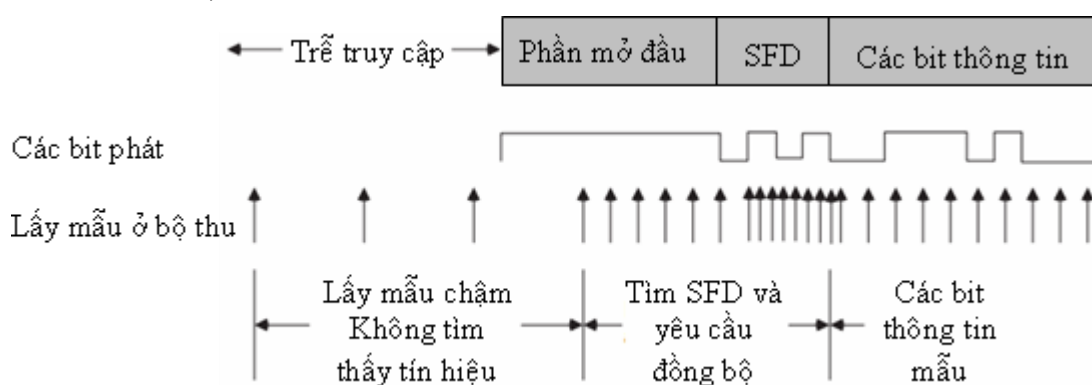 Trễ truy cập
Phần mở đầu
SFD
Các bit thông tin
Các bit phát
Lấy mẫu ở bộ thu
Lấy mẫu chậm
Không tìm
thấy tín hiệu
Tìm SFD và
yêu cầu
đồng bộ
Các bit
thông tin
mẫu